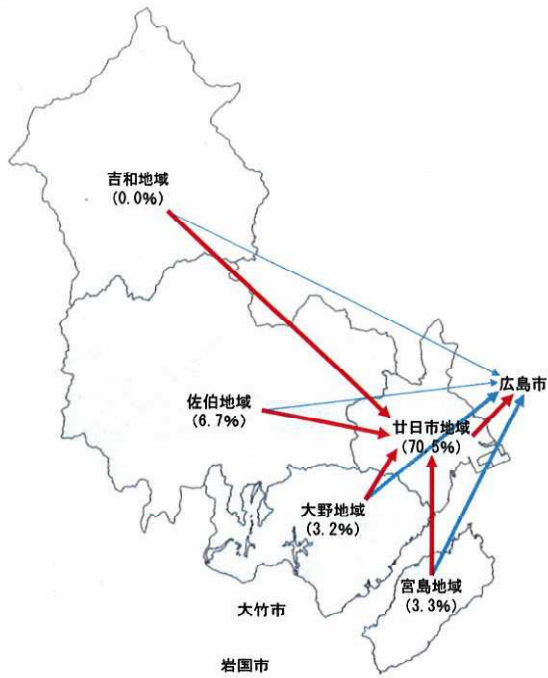 吉和地域
(0.0%)
広島市
佐伯地域
(6.7%)
廿日市地域
(70.5%)
大野地域
(3.2%)
宮島地域
(3.3%)
大竹市
岩国市